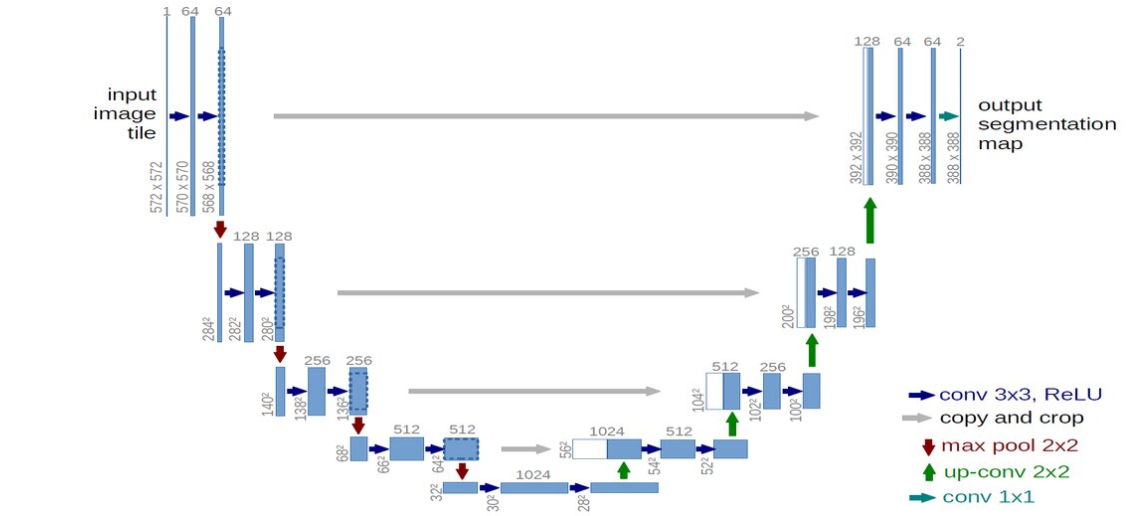 1 64 64
input
image
tile
572 x 572
570 x 570
568 x 568
128 64 64 2
output
segmentation
map
392 x 392
390 x 390
388 x 388
388 x 388
128 128
284²
282²
280²
256 128
200²
198²
196²
256 256
140²
138²
136²
512 256
104²
102²
100²
512 512
68²
66²
64²
1024 512
56²
54²
52²
1024
32²
30²
28²
conv 3x3, ReLU
copy and crop
max pool 2x2
up-conv 2x2
conv 1x1